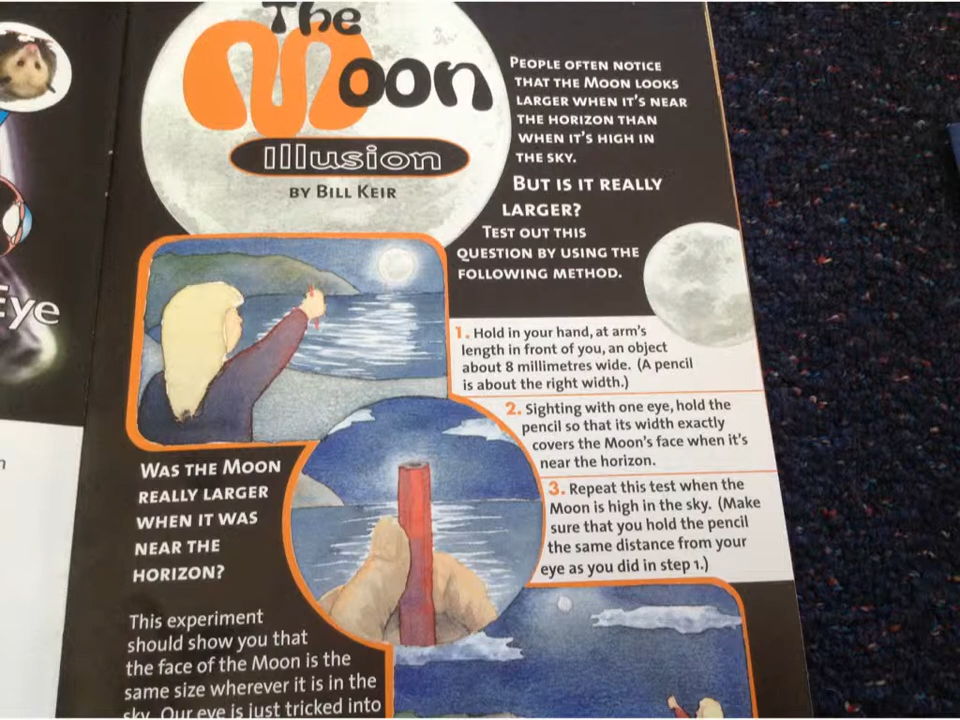 The
Moon
Illusion
BY BILL KEIR
PEOPLE OFTEN NOTICE
THAT THE MOON LOOKS
LARGER WHEN IT'S NEAR
THE HORIZON THAN
WHEN IT'S HIGH IN
THE SKY.
BUT IS IT REALLY
LARGER?
TEST OUT THIS
QUESTION BY USING THE
FOLLOWING METHOD.
1. Hold in your hand, at arm's
length in front of you, an object
about 8 millimetres wide. (A pencil
is about the right width.)
2. Sighting with one eye, hold the
pencil so that its width exactly
covers the Moon's face when it's
near the horizon.
3. Repeat this test when the
Moon is high in the sky. (Make
sure that you hold the pencil
the same distance from your
eye as you did in step 1.)
WAS THE MOON
REALLY LARGER
WHEN IT WAS
NEAR THE
HORIZON?
This experiment
should show you that
the face of the Moon is the
same size wherever it is in the
sky. Our eye is just tricked into
Eye